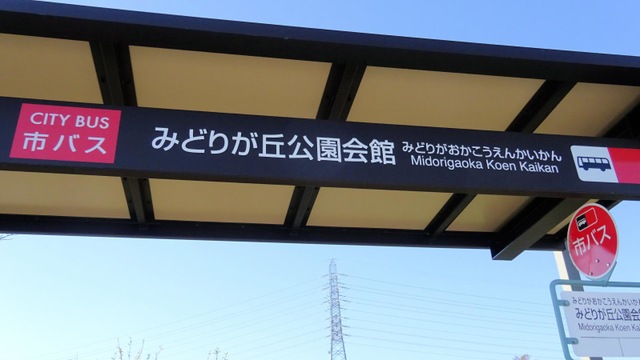 CITY BUS
市バス
みどりが丘公園会館
みどりがおかこうえんかいかん
Midorigaoka Koen Kaikan
市バス
みどりがおかこうえんかいかん
みどりが丘公園会
Midorigaoka Koen Kaikan